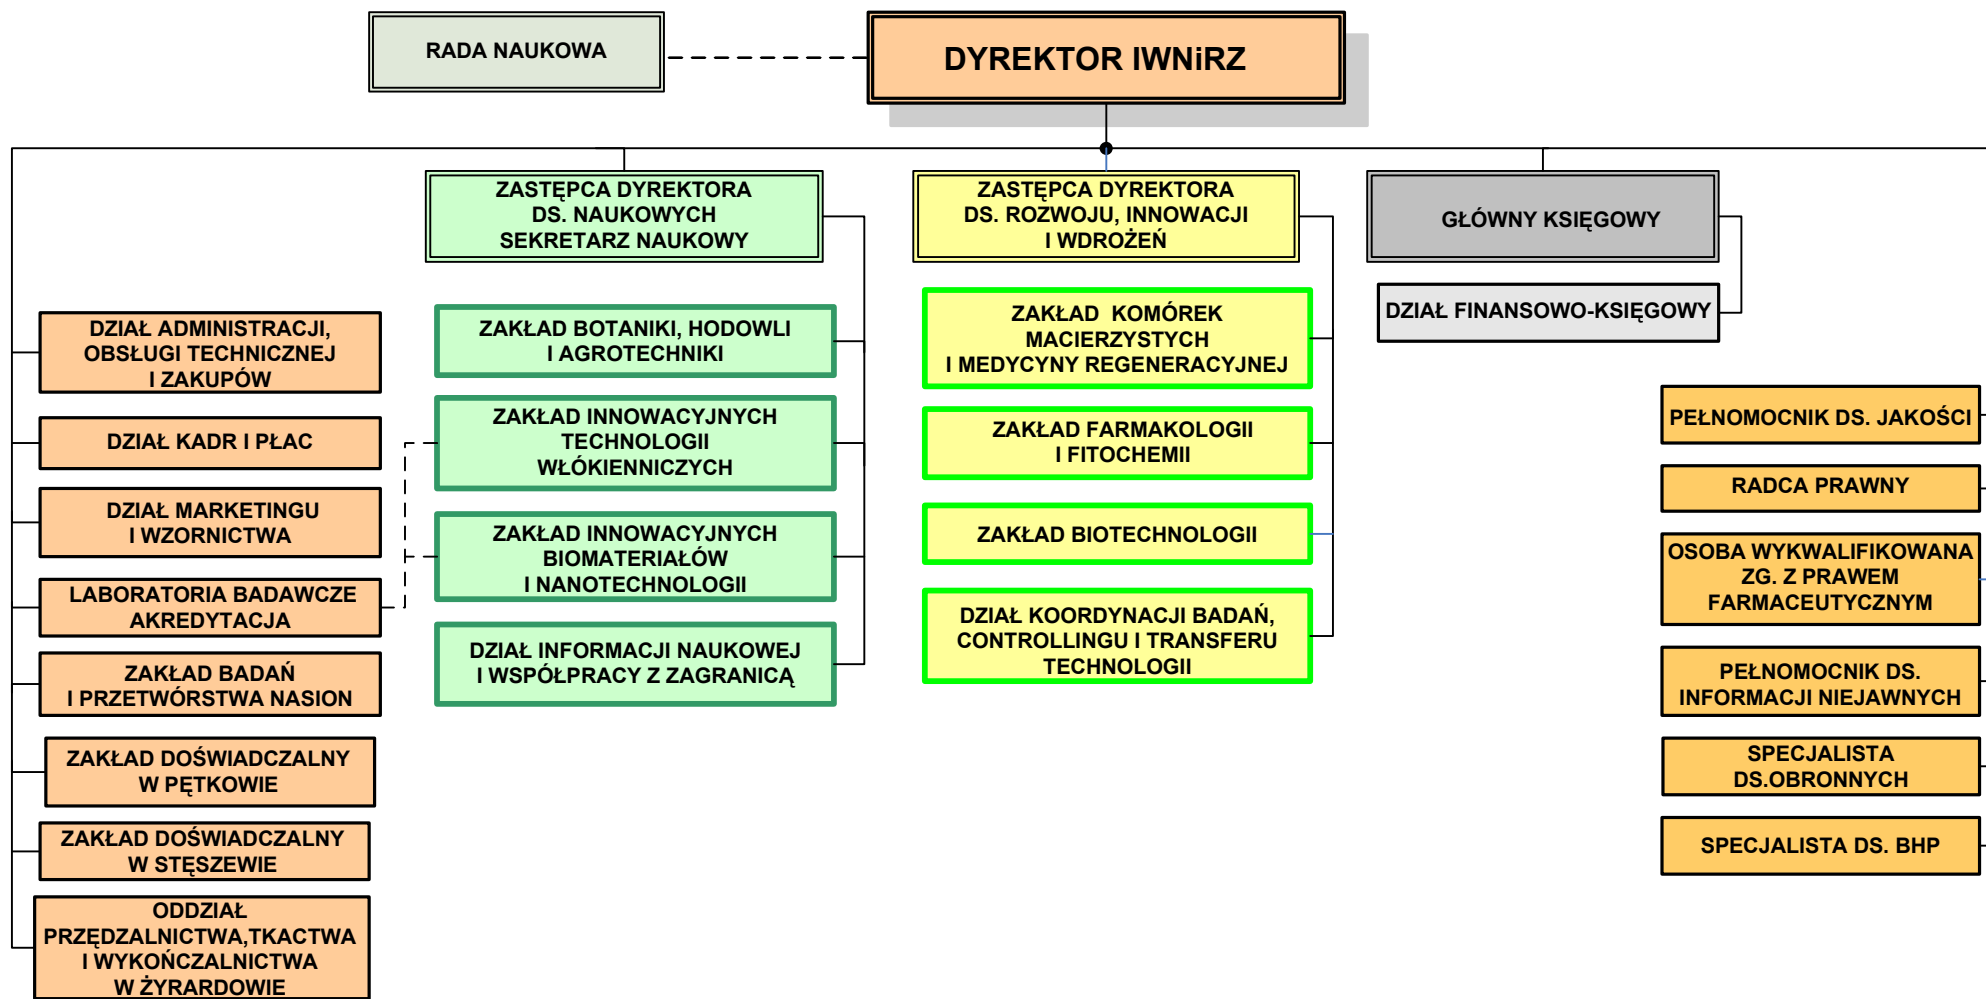 RADA NAUKOWA
DYREKTOR IWNiRZ
ZASTĘPCA DYREKTORA
DS. NAUKOWYCH
SEKRETARZ NAUKOWY
ZASTĘPCA DYREKTORA
DS. ROZWOJU, INNOWACJI
I WDROŻEŃ
GŁÓWNY KSIĘGOWY
DZIAŁ ADMINISTRACJI,
OBSŁUGI TECHNICZNEJ
I ZAKUPÓW
DZIAŁ KADR I PŁAC
DZIAŁ MARKETINGU
I WZORNICTWA
LABORATORIA BADAWCZE
AKREDYTACJA
ZAKŁAD BADAŃ
I PRZETWÓRSTWA NASION
ZAKŁAD DOŚWIADCZALNY
W PĘTKOWIE
ZAKŁAD DOŚWIADCZALNY
W STĘSZEWIE
ODDZIAŁ
PRZĘDZALNICTWA,TKACTWA
I WYKOŃCZALNICTWA
W ŻYRARDOWIE
ZAKŁAD BOTANIKI, HODOWLI
I AGROTECHNIKI
ZAKŁAD INNOWACYJNYCH
TECHNOLOGII
WŁÓKIENNICZYCH
ZAKŁAD INNOWACYJNYCH
BIOMATERIAŁÓW
I NANOTECHNOLOGII
DZIAŁ INFORMACJI NAUKOWEJ
I WSPÓŁPRACY Z ZAGRANICĄ
ZAKŁAD KOMÓREK
MACIERZYSTYCH
I MEDYCYNY REGENERACYJNEJ
ZAKŁAD FARMAKOLOGII
I FITOCHEMII
ZAKŁAD BIOTECHNOLOGII
DZIAŁ KOORDYNACJI BADAŃ,
CONTROLLINGU I TRANSFERU
TECHNOLOGII
DZIAŁ FINANSOWO-KSIĘGOWY
PEŁNOMOCNIK DS. JAKOŚCI
RADCA PRAWNY
OSOBA WYKWALIFIKOWANA
ZG. Z PRAWEM
FARMACEUTYCZNYM
PEŁNOMOCNIK DS.
INFORMACJI NIEJAWNYCH
SPECJALISTA
DS.OBRONNYCH
SPECJALISTA DS. BHP